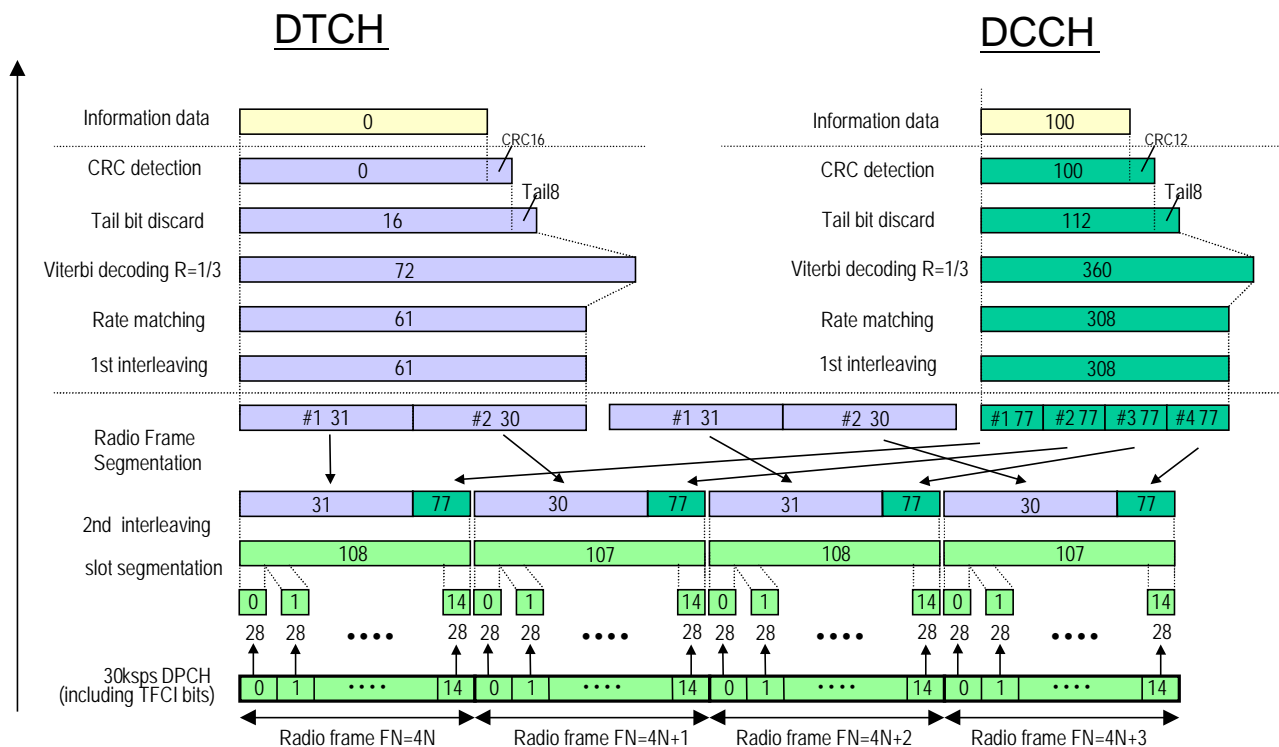 DTCH DCCH
Information data 0 Information data 100
CRC16 CRC12
CRC detection 0 CRC detection 100
Tail8 Tail8
Tail bit discard 16 Tail bit discard 112
Viterbi decoding R=1/3 72 Viterbi decoding R=1/3 360
Rate matching 61 Rate matching 308
1st interleaving 61 1st interleaving 308
#1 31 #2 30 #1 31 #2 30 #1 77 #2 77 #3 77 #4 77
Radio Frame
Segmentation
31 77 30 77 31 77 30 77
2nd interleaving
108 107 108 107
slot segmentation
0 1 14 0 1 14 0 1 14 0 1 14
28 28 •••• 28 28 28 •••• 28 28 28 •••• 28 28 28 •••• 28
30ksps DPCH
(including TFCI bits)
0 1 •••• 14 0 1 •••• 14 0 1 •••• 14 0 1 •••• 14
Radio frame FN=4N Radio frame FN=4N+1 Radio frame FN=4N+2 Radio frame FN=4N+3